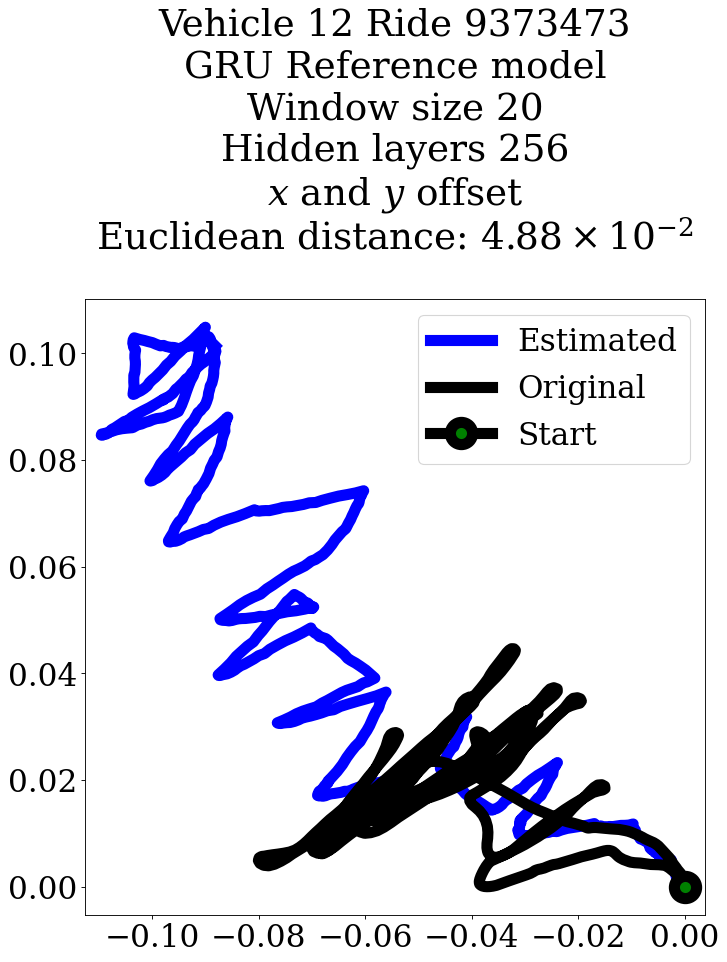 Vehicle 12 Ride 9373473
GRU Reference model
Window size 20
Hidden layers 256
x and y offset
Euclidean distance: 4.88 × 10⁻²
Estimated
Original
Start
0.10
0.08
0.06
0.04
0.02
0.00
−0.10 −0.08 −0.06 −0.04 −0.02 0.00